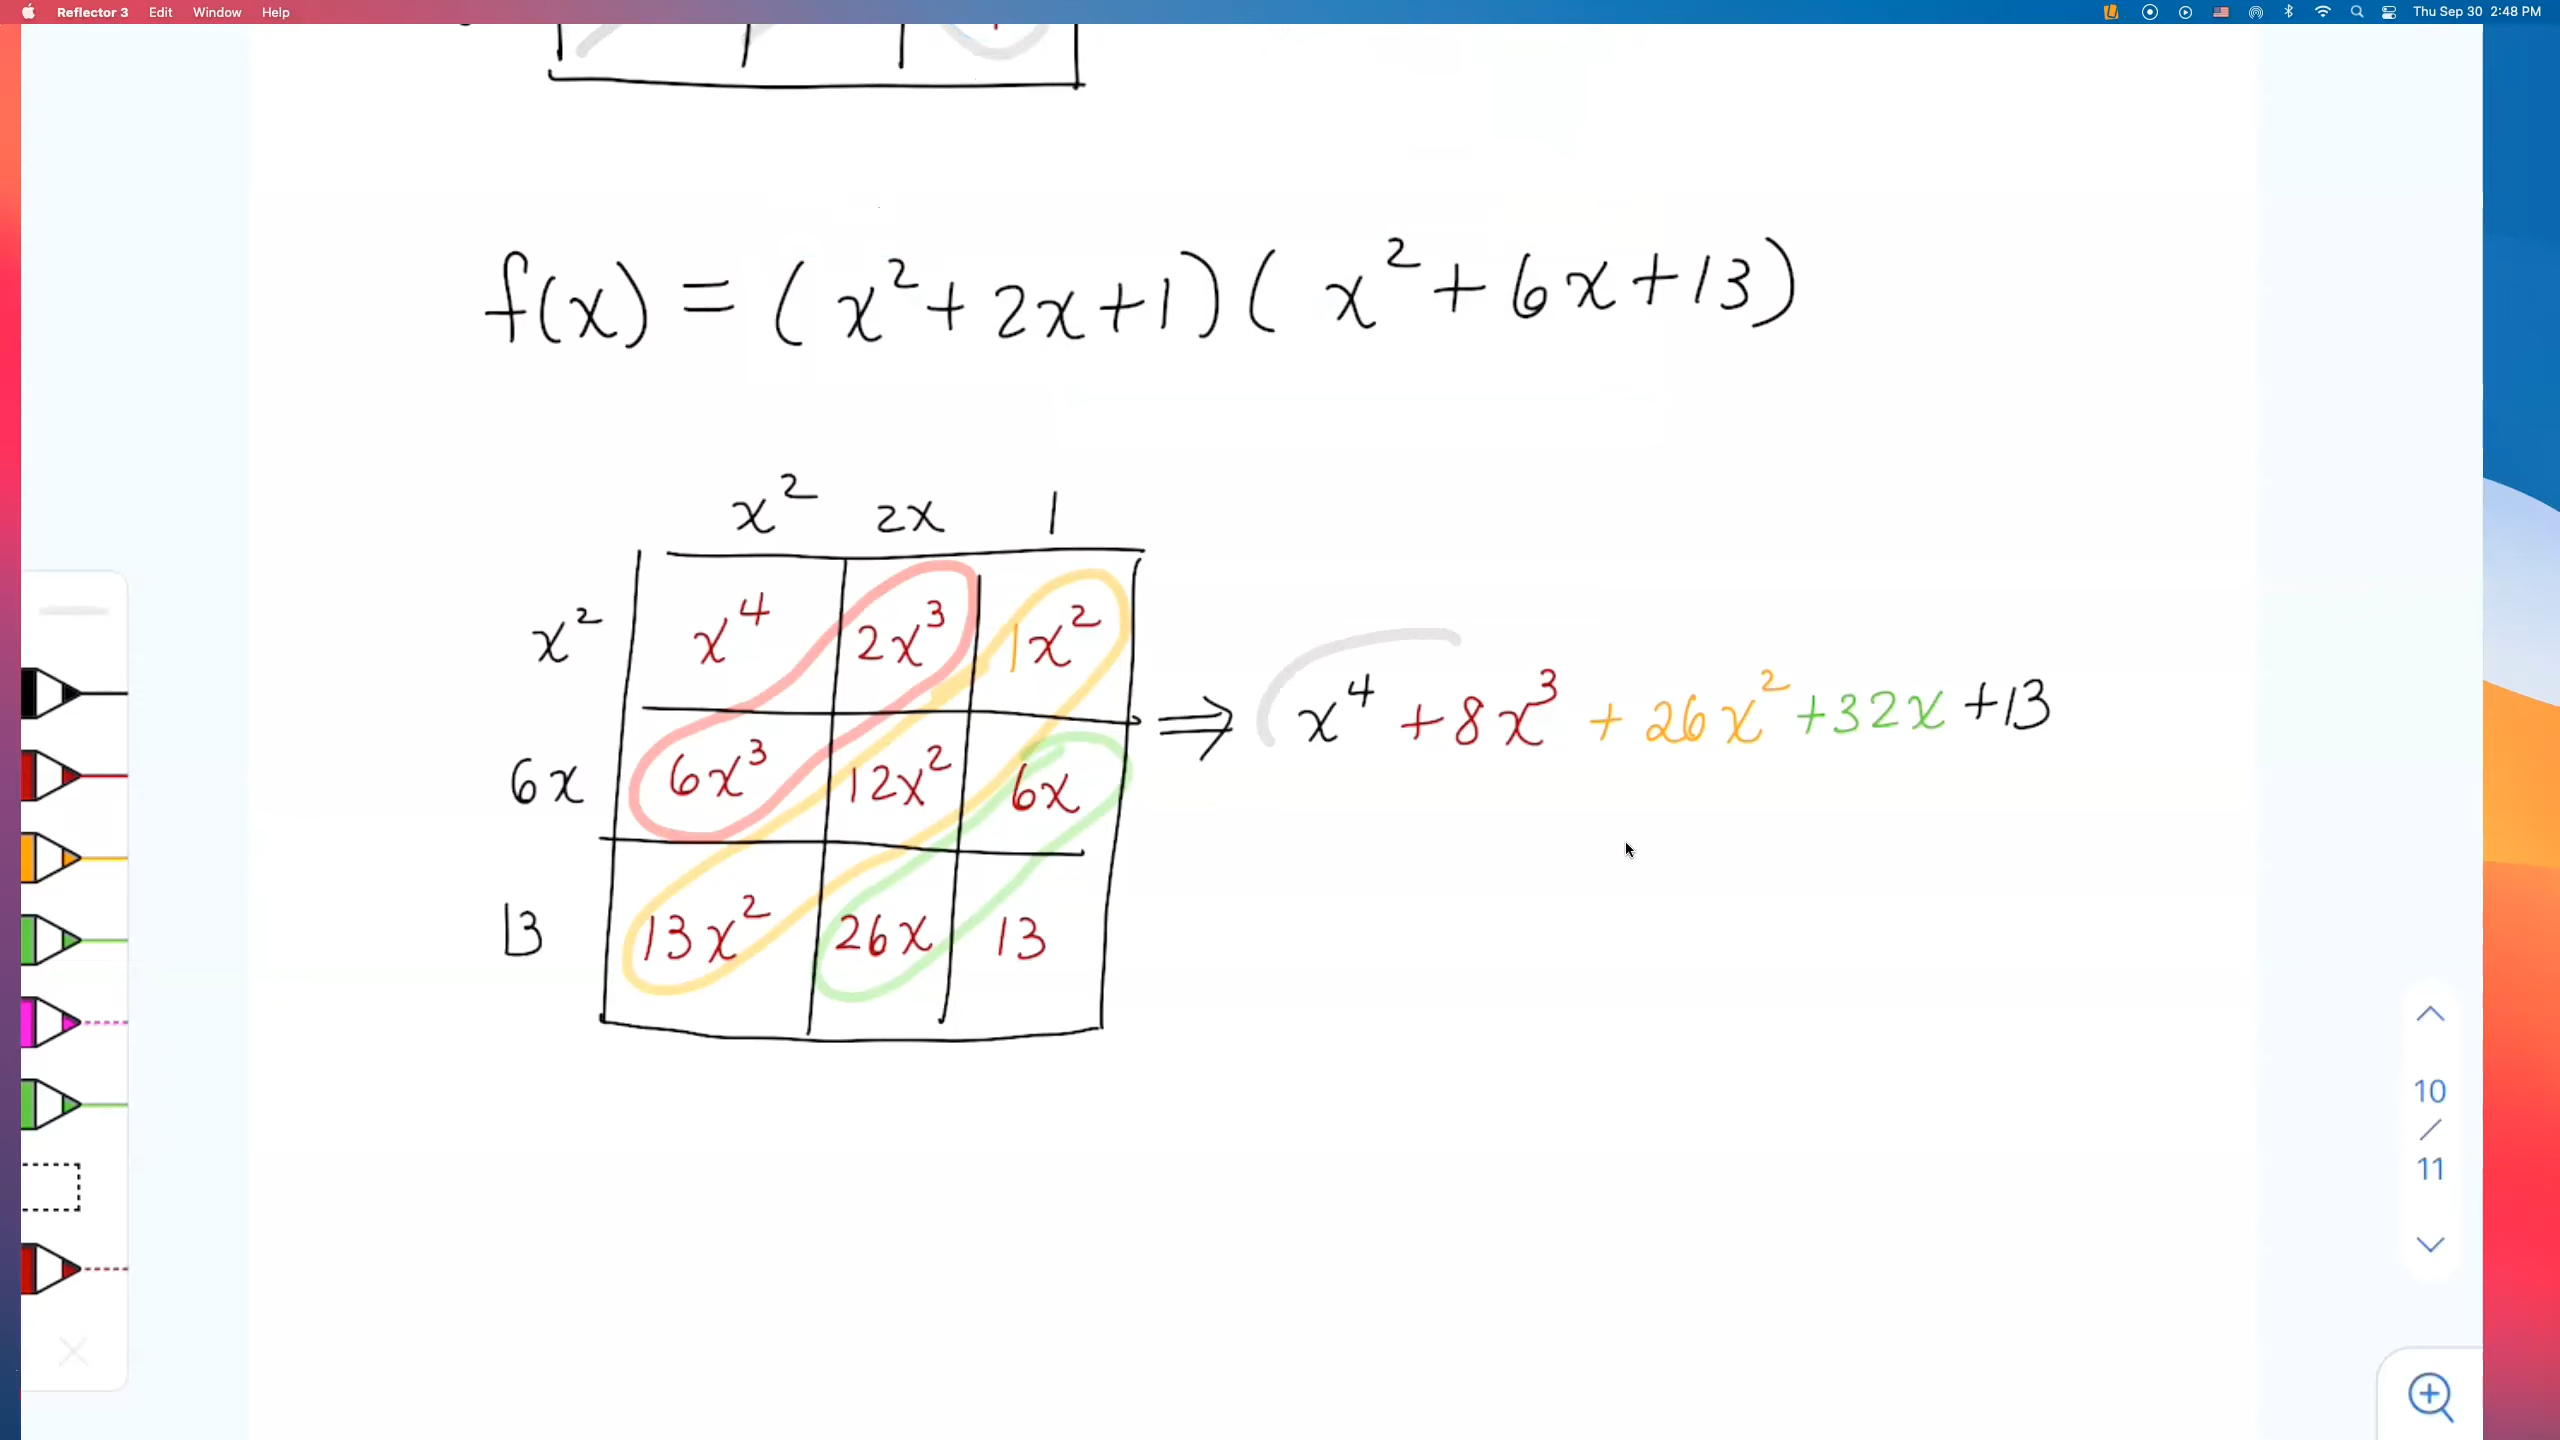 Reflector 3 Edit Window Help Thu Sep 30 2:48 PM
f(x) = (x² + 2x + 1)(x² + 6x + 13)
x² 2x 1
x² x⁴ 2x³ 1x²
⇒ x⁴ + 8x³ + 26x² + 32x + 13
6x 6x³ 12x² 6x
13 13x² 26x 13
10
/
11